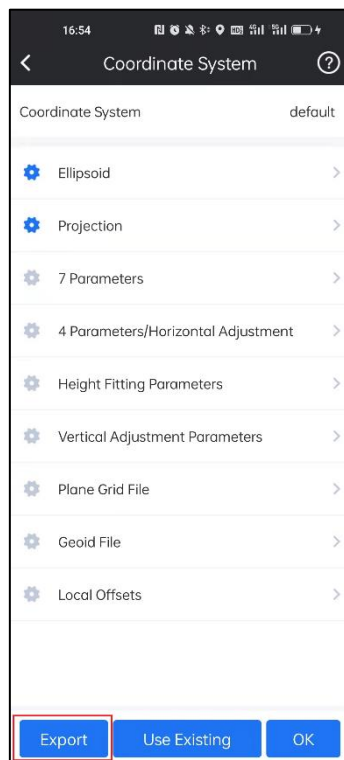 16:54
Coordinate System
Coordinate System default
Ellipsoid
Projection
7 Parameters
4 Parameters/Horizontal Adjustment
Height Fitting Parameters
Vertical Adjustment Parameters
Plane Grid File
Geoid File
Local Offsets
Export Use Existing OK